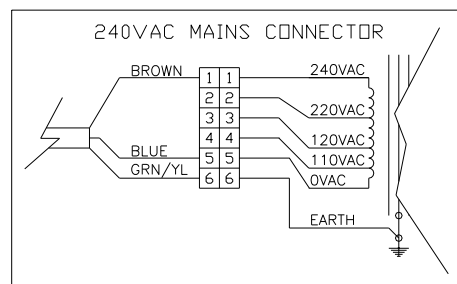 240VAC MAINS CONNECTOR
BROWN
1 1
240VAC
2 2
220VAC
3 3
120VAC
4 4
110VAC
BLUE
5 5
0VAC
GRN/YL
6 6
EARTH